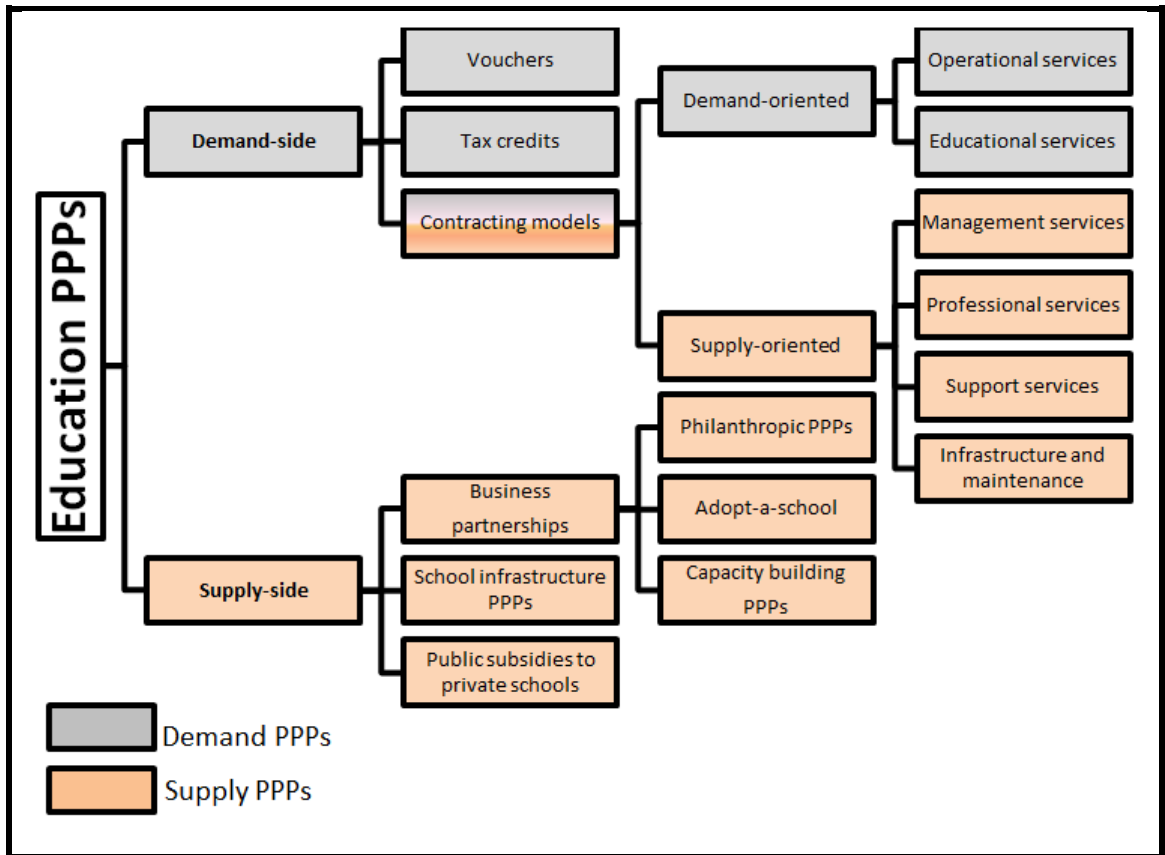 Education PPPs
Demand-side
Vouchers
Tax credits
Contracting models
Demand-oriented
Operational services
Educational services
Supply-oriented
Management services
Professional services
Support services
Infrastructure and
maintenance
Supply-side
Business
partnerships
Philanthropic PPPs
Adopt-a-school
Capacity building
PPPs
School infrastructure
PPPs
Public subsidies to
private schools
Demand PPPs
Supply PPPs